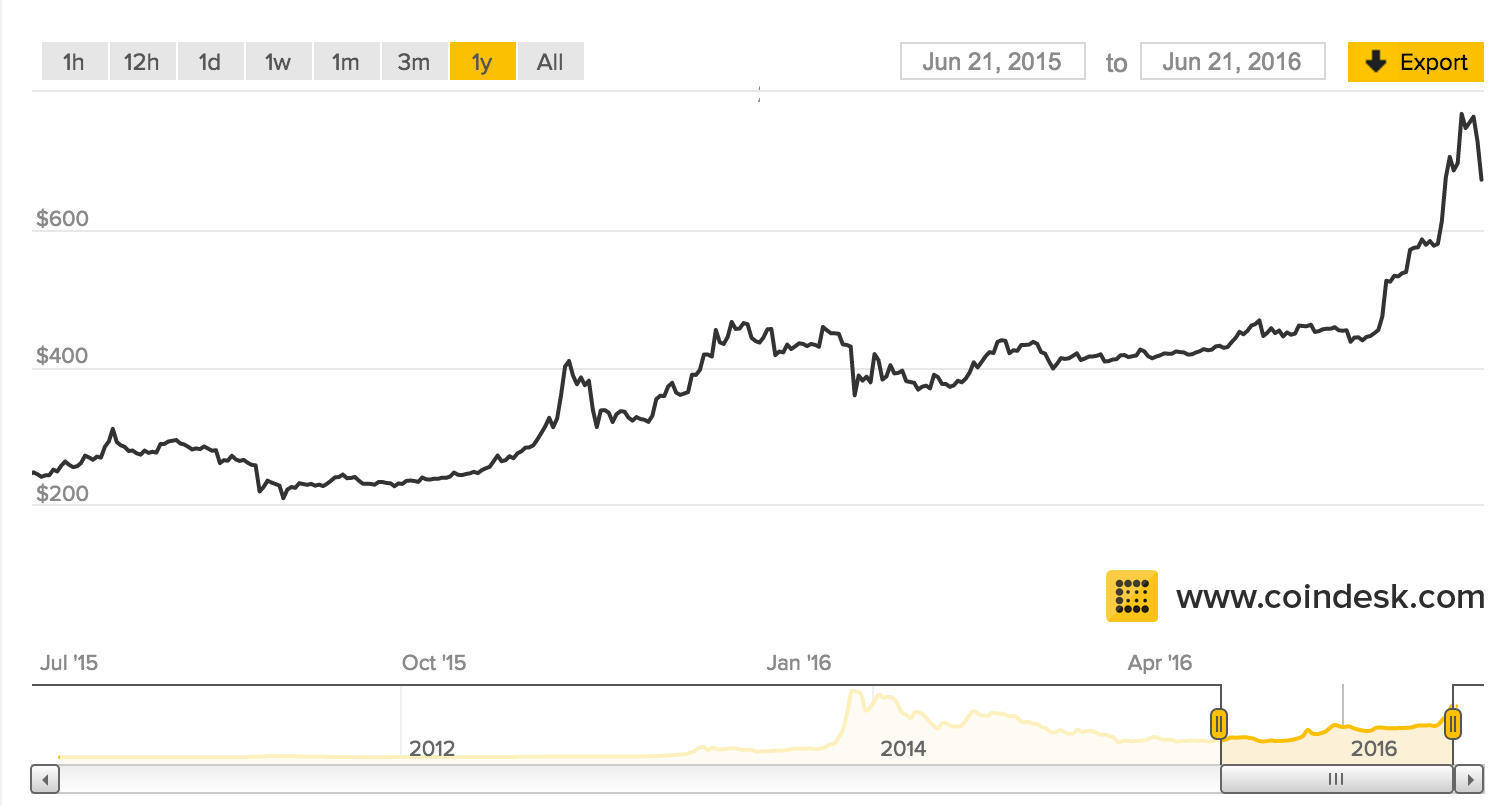 1h 12h 1d 1w 1m 3m 1y All Jun 21, 2015 to Jun 21, 2016 Export
$600
$400
$200
www.coindesk.com
Jul '15 Oct '15 Jan '16 Apr '16
2012 2014 2016